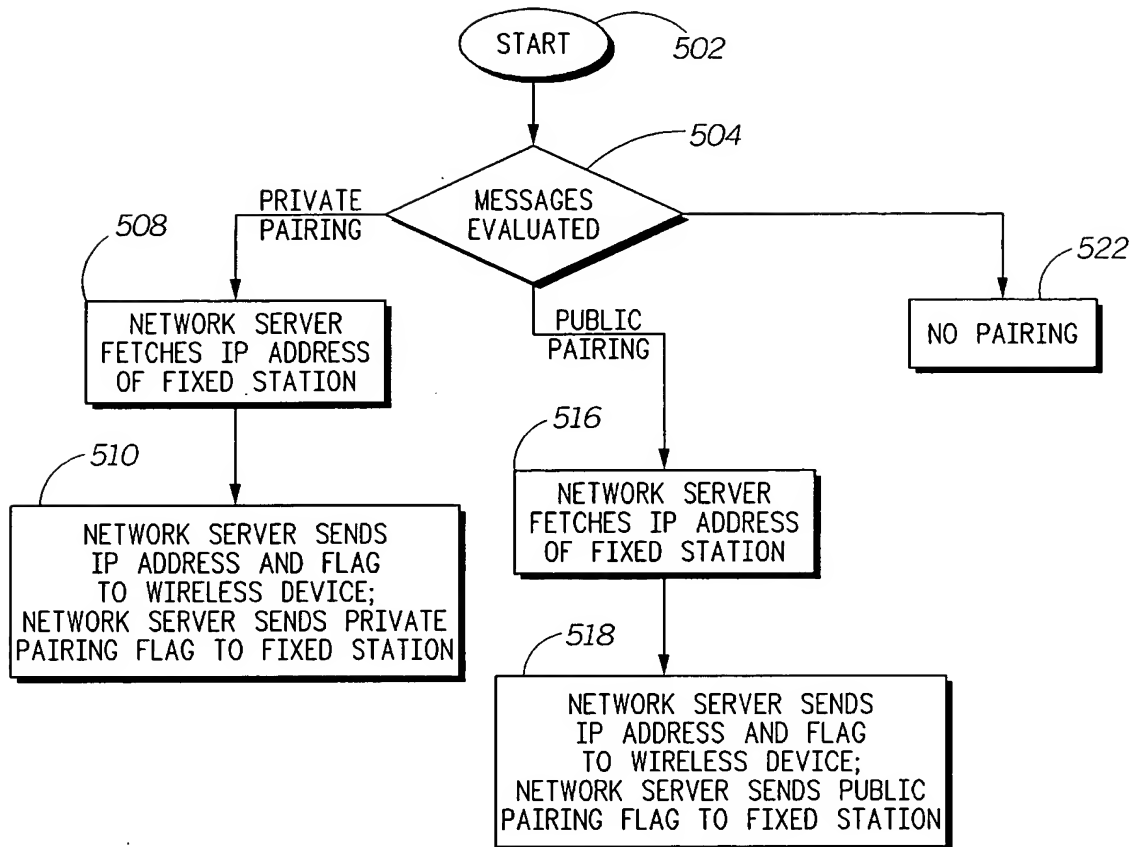 START
502
504
MESSAGES
EVALUATED
PRIVATE
PAIRING
508
NETWORK SERVER
FETCHES IP ADDRESS
OF FIXED STATION
510
NETWORK SERVER SENDS
IP ADDRESS AND FLAG
TO WIRELESS DEVICE;
NETWORK SERVER SENDS PRIVATE
PAIRING FLAG TO FIXED STATION
PUBLIC
PAIRING
516
NETWORK SERVER
FETCHES IP ADDRESS
OF FIXED STATION
518
NETWORK SERVER SENDS
IP ADDRESS AND FLAG
TO WIRELESS DEVICE;
NETWORK SERVER SENDS PUBLIC
PAIRING FLAG TO FIXED STATION
522
NO PAIRING